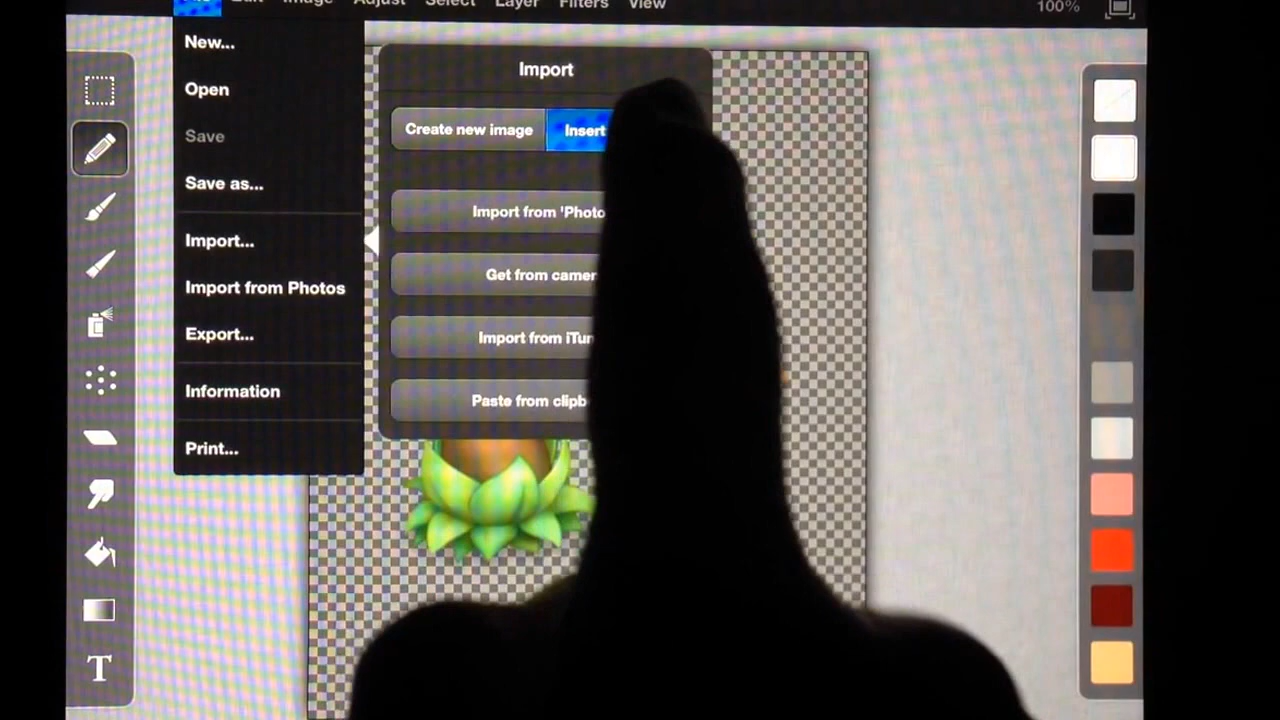 Edit Image Adjust Select Layer Filters View 100%
New...
Open
Save
Save as...
Import...
Import from Photos
Export...
Information
Print...
Import
Create new image Insert
Import from 'Photo
Get from camer
Import from iTun
Paste from clipb
T